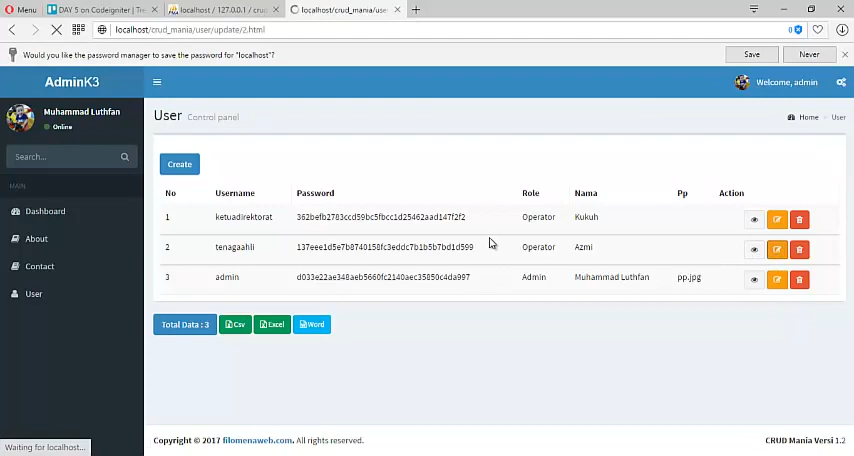 Menu DAY 5 on Codeigniter | Tre localhost / 127.0.0.1 / crud localhost/crud_mania/use
localhost/crud_mania/user/update/2.html 0
Would you like the password manager to save the password for "localhost"? Save Never
AdminK3 Welcome, admin
Muhammad Luthfan
Online
User Control panel Home User
Search...
Create
MAIN
No Username Password Role Nama Pp Action
Dashboard
1 ketuadirektorat 362befb2783ccd59bc5fbcc1d25462aad147f2f2 Operator Kukuh
About
2 tenagaahli 137eee1d5e7b8740158fc3eddc7b1b5b7bd1d599 Operator Azmi
Contact
3 admin d033e22ae348aeb5660fc2140aec35850c4da997 Admin Muhammad Luthfan pp.jpg
User
Total Data : 3 Csv Excel Word
Copyright © 2017 filomenaweb.com. All rights reserved. CRUD Mania Versi 1.2
Waiting for localhost...